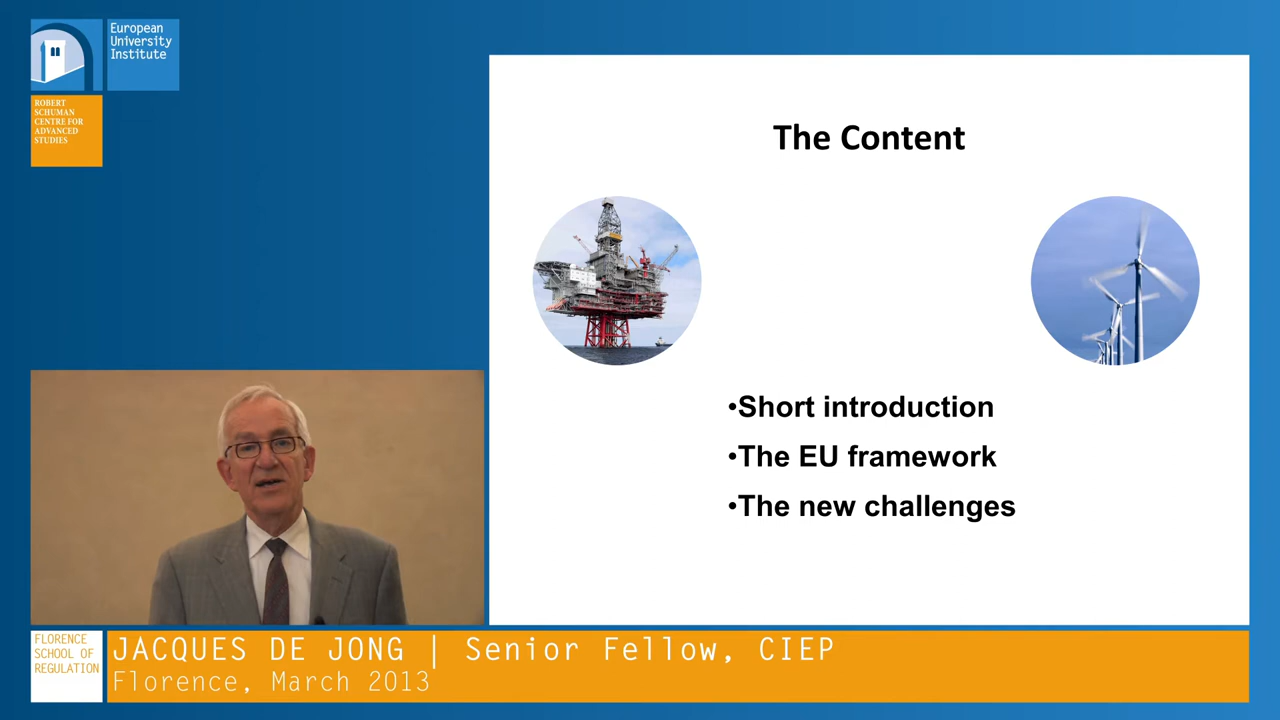 European
University
Institute
ROBERT
SCHUMAN
CENTRE FOR
ADVANCED
STUDIES
The Content
•Short introduction
•The EU framework
•The new challenges
FLORENCE
SCHOOL OF
REGULATION
JACQUES DE JONG | Senior Fellow, CIEP
Florence, March 2013